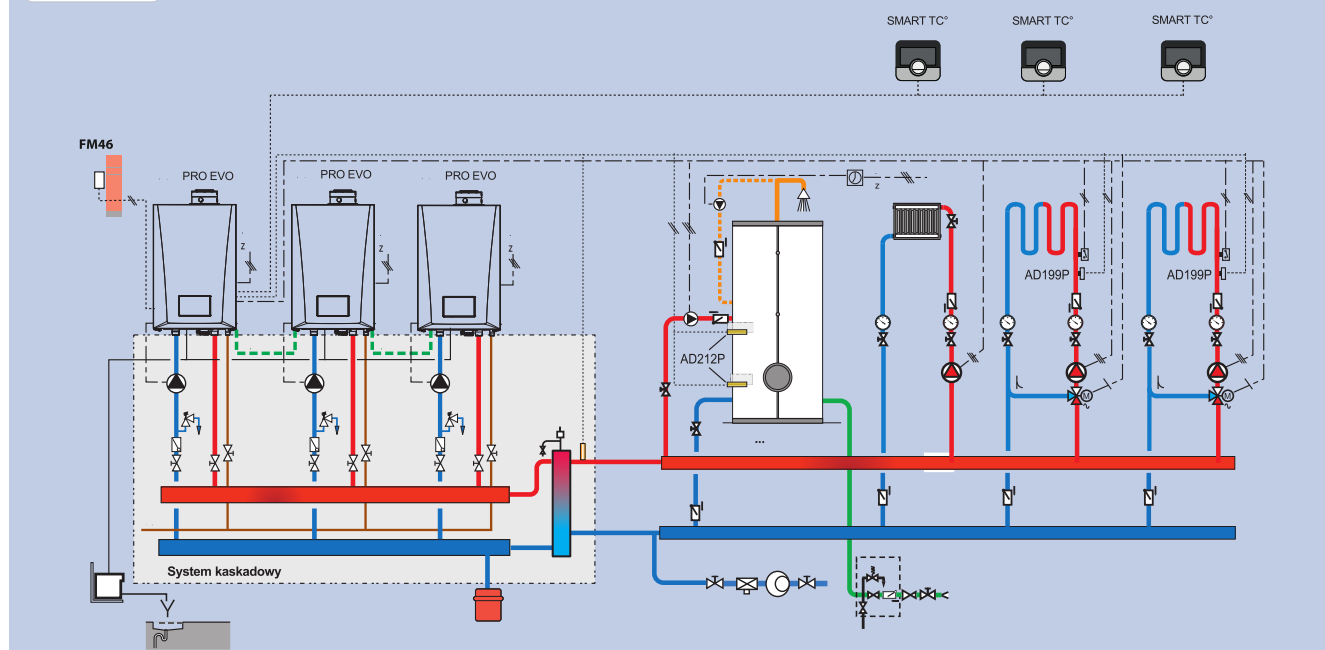 SMART TC°
SMART TC°
SMART TC°
FM46
PRO EVO
PRO EVO
PRO EVO
z
z
z
AD199P
AD199P
AD212P
M
M
...
System kaskadowy